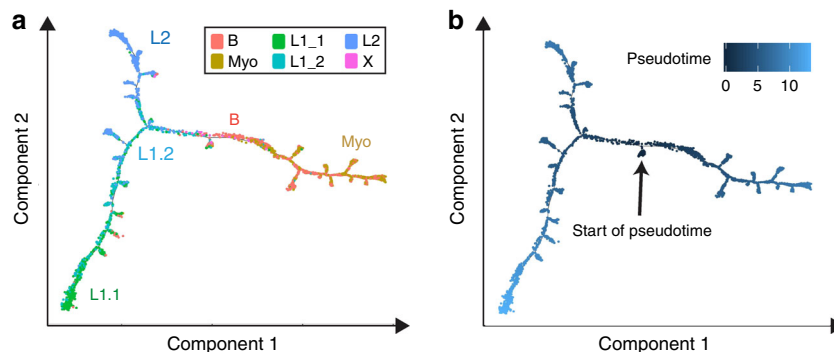 a
L2
B
L1_1
L2
Myo
L1_2
X
B
Myo
L1.2
L1.1
Component 2
Component 1
b
Pseudotime
0 5 10
Start of pseudotime
Component 2
Component 1